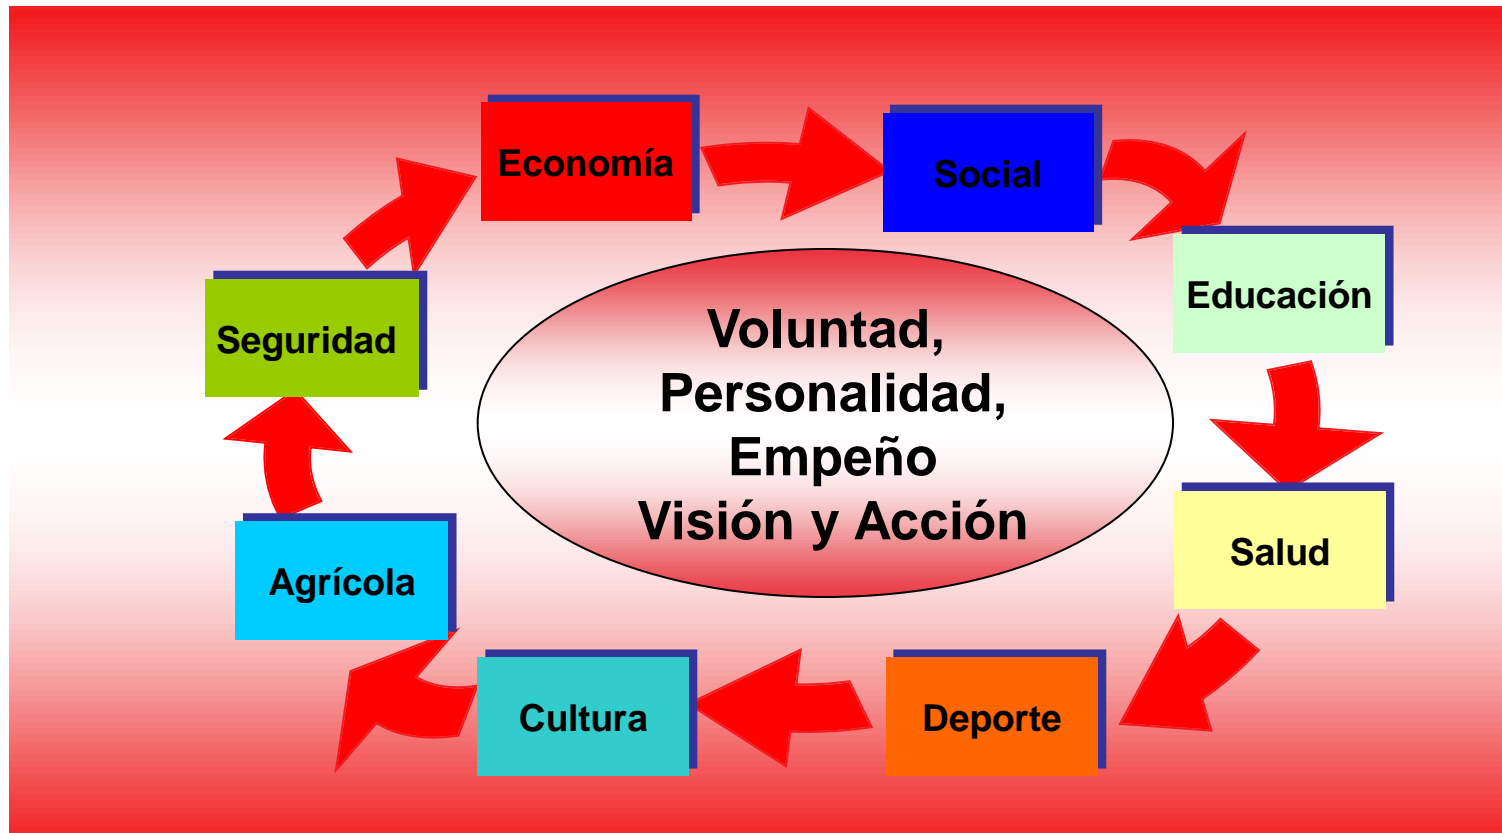 Economía
Social
Educación
Seguridad
Voluntad,
Personalidad,
Empeño
Visión y Acción
Salud
Agrícola
Cultura
Deporte